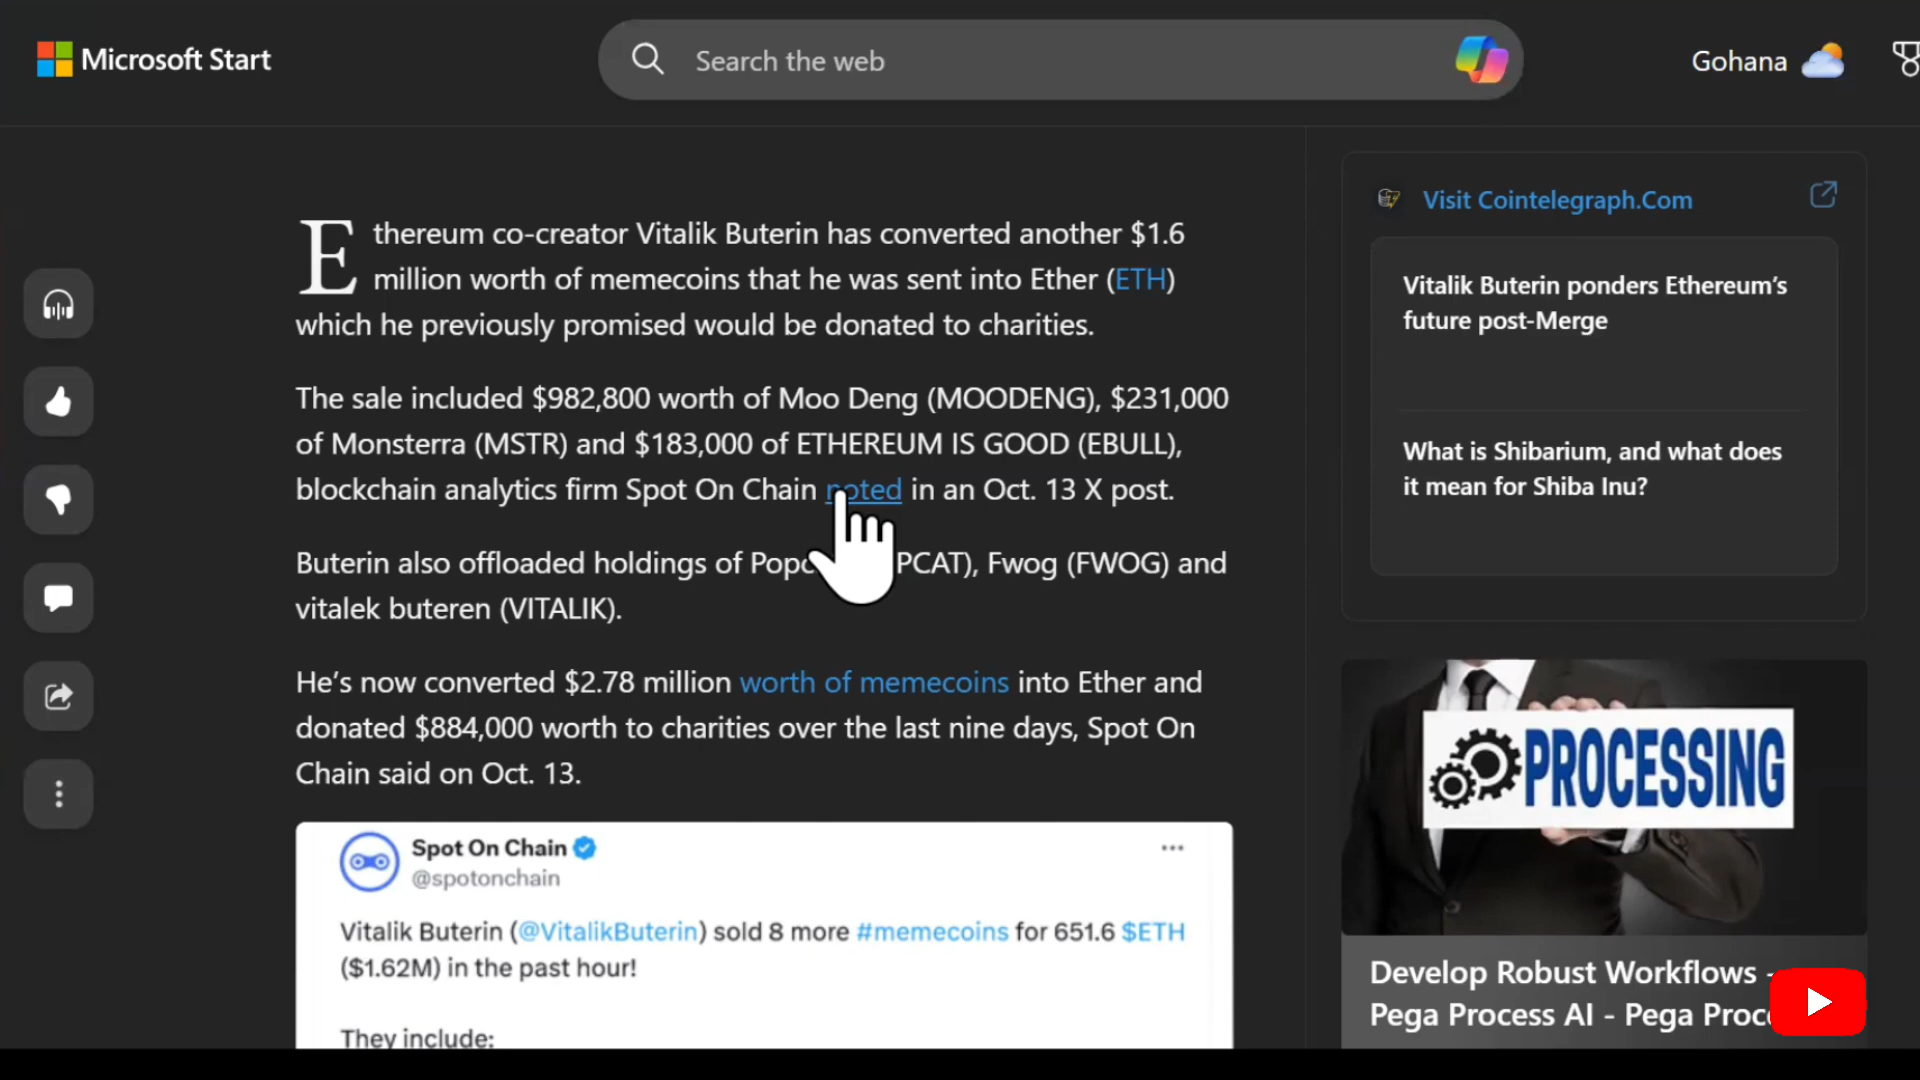 Microsoft Start
Search the web
Gohana
Ethereum co-creator Vitalik Buterin has converted another $1.6
million worth of memecoins that he was sent into Ether (ETH)
which he previously promised would be donated to charities.
The sale included $982,800 worth of Moo Deng (MOODENG), $231,000
of Monsterra (MSTR) and $183,000 of ETHEREUM IS GOOD (EBULL),
blockchain analytics firm Spot On Chain noted in an Oct. 13 X post.
Buterin also offloaded holdings of Fwog (FWOG) and
vitalek buteren (VITALIK).
He's now converted $2.78 million worth of memecoins into Ether and
donated $884,000 worth to charities over the last nine days, Spot On
Chain said on Oct. 13.
Spot On Chain
@spotonchain
Vitalik Buterin (@VitalikButerin) sold 8 more #memecoins for 651.6 $ETH
($1.62M) in the past hour!
They include:
Visit Cointelegraph.Com
Vitalik Buterin ponders Ethereum's
future post-Merge
What is Shibarium, and what does
it mean for Shiba Inu?
PROCESSING
Develop Robust Workflows -
Pega Process AI - Pega